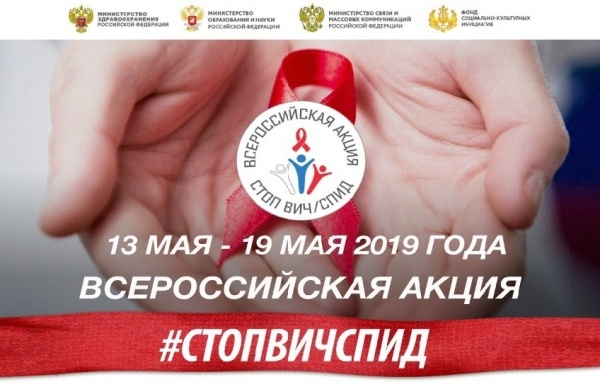 МИНИСТЕРСТВО
ЗДРАВООХРАНЕНИЯ
РОССИЙСКОЙ ФЕДЕРАЦИИ
МИНИСТЕРСТВО
ОБРАЗОВАНИЯ И НАУКИ
РОССИЙСКОЙ ФЕДЕРАЦИИ
МИНИСТЕРСТВО СВЯЗИ И
МАССОВЫХ КОММУНИКАЦИЙ
РОССИЙСКОЙ ФЕДЕРАЦИИ
ФОНД
СОЦИАЛЬНО-КУЛЬТУРНЫХ
ИНИЦИАТИВ
ВСЕРОССИЙСКАЯ АКЦИЯ
СТОП ВИЧ/СПИД
13 МАЯ - 19 МАЯ 2019 ГОДА
ВСЕРОССИЙСКАЯ АКЦИЯ
#СТОПВИЧСПИД